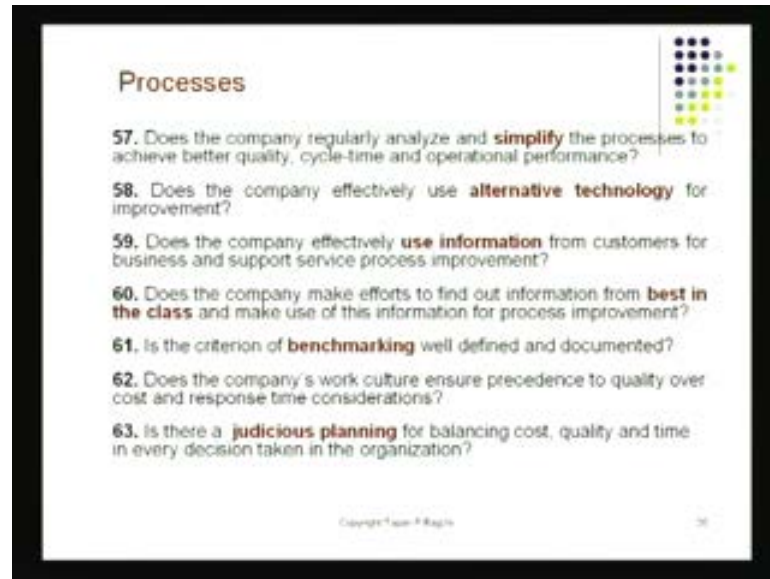 Processes
57. Does the company regularly analyze and simplify the processes to
achieve better quality, cycle-time and operational performance?
58. Does the company effectively use alternative technology for
improvement?
59. Does the company effectively use information from customers for
business and support service process improvement?
60. Does the company make efforts to find out information from best in
the class and make use of this information for process improvement?
61. Is the criterion of benchmarking well defined and documented?
62. Does the company's work culture ensure precedence to quality over
cost and response time considerations?
63. Is there a judicious planning for balancing cost, quality and time
in every decision taken in the organization?
Copyright